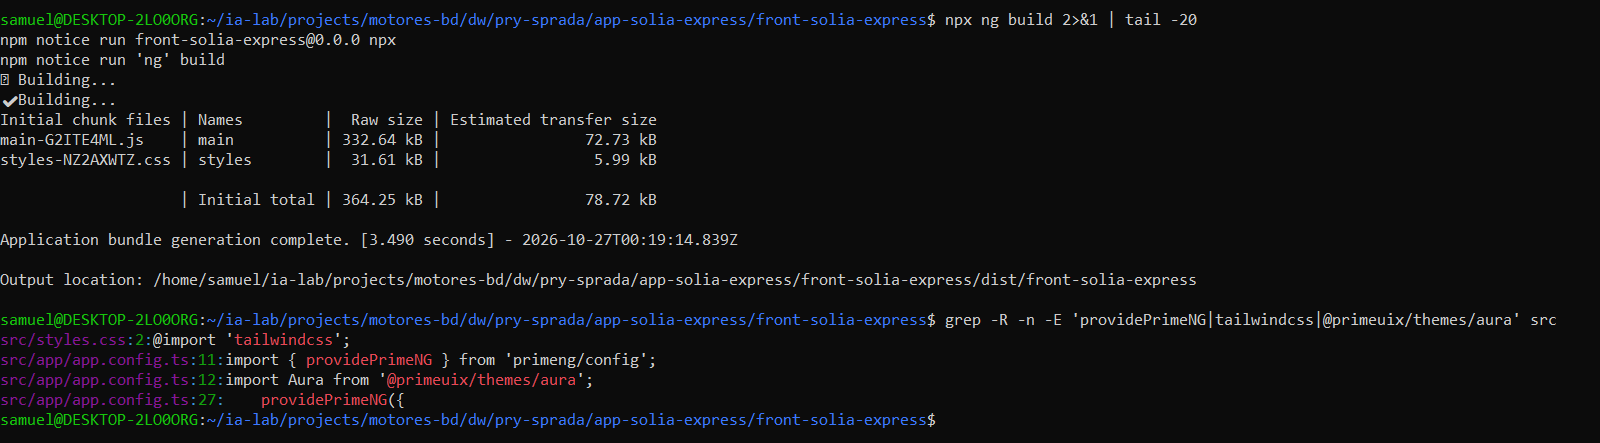 samuel@DESKTOP-2LO0ORG:~/ia-lab/projects/motores-bd/dw/pry-sprada/app-solia-express/front-solia-express$ npx ng build 2>&1 | tail -20
npm notice run front-solia-express@0.0.0 npx
npm notice run 'ng' build
Building...
✔Building...
Initial chunk files | Names         |  Raw size | Estimated transfer size
main-G2ITE4ML.js    | main          | 332.64 kB |                72.73 kB
styles-NZ2AXWTZ.css | styles        |  31.61 kB |                 5.99 kB
                    | Initial total | 364.25 kB |                78.72 kB
Application bundle generation complete. [3.490 seconds] - 2026-10-27T00:19:14.839Z
Output location: /home/samuel/ia-lab/projects/motores-bd/dw/pry-sprada/app-solia-express/front-solia-express/dist/front-solia-express
samuel@DESKTOP-2LO0ORG:~/ia-lab/projects/motores-bd/dw/pry-sprada/app-solia-express/front-solia-express$ grep -R -n -E 'providePrimeNG|tailwindcss|@primeuix/themes/aura' src
src/styles.css:2:@import 'tailwindcss';
src/app/app.config.ts:11:import { providePrimeNG } from 'primeng/config';
src/app/app.config.ts:12:import Aura from '@primeuix/themes/aura';
src/app/app.config.ts:27:    providePrimeNG({
samuel@DESKTOP-2LO0ORG:~/ia-lab/projects/motores-bd/dw/pry-sprada/app-solia-express/front-solia-express$